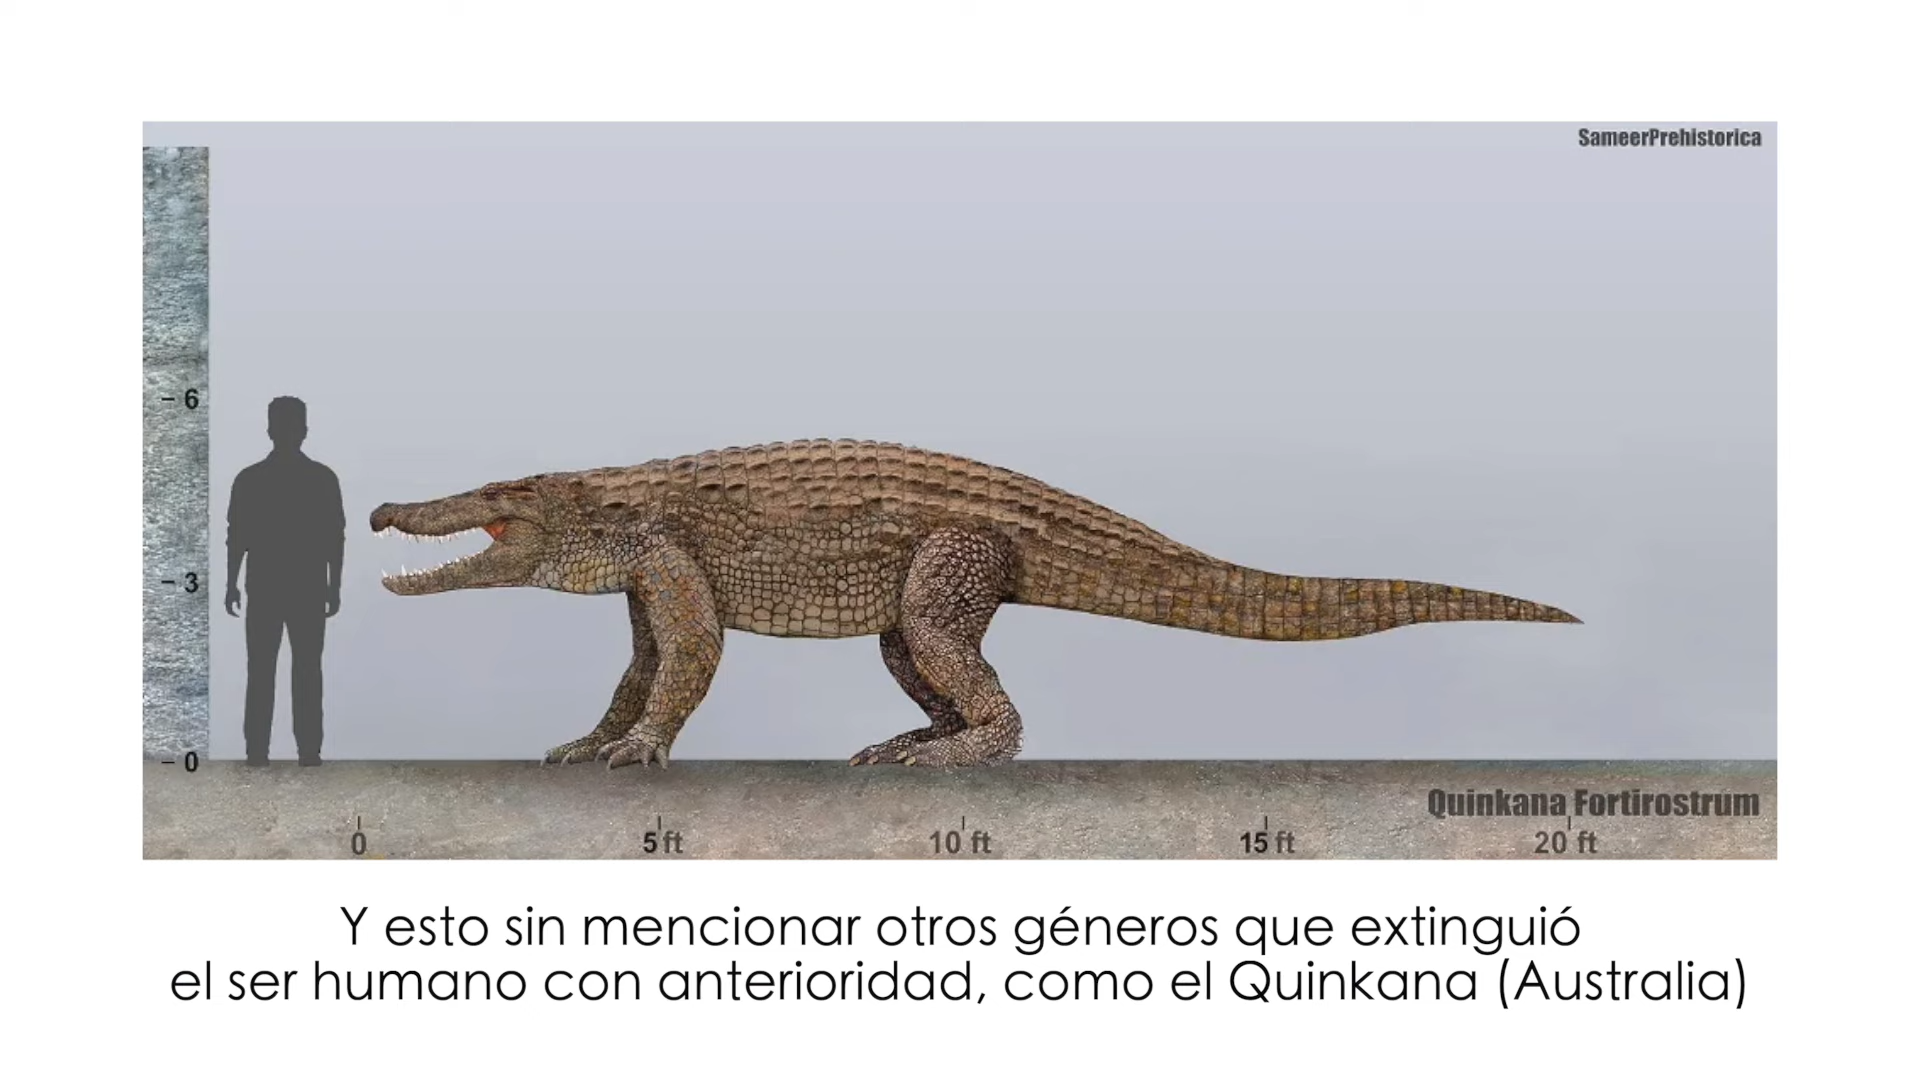 SameerPrehistorica
- 6
- 3
- 0
Quinkana Fortirostrum
0 5 ft 10 ft 15 ft 20 ft
Y esto sin mencionar otros géneros que extinguió
el ser humano con anterioridad, como el Quinkana (Australia)